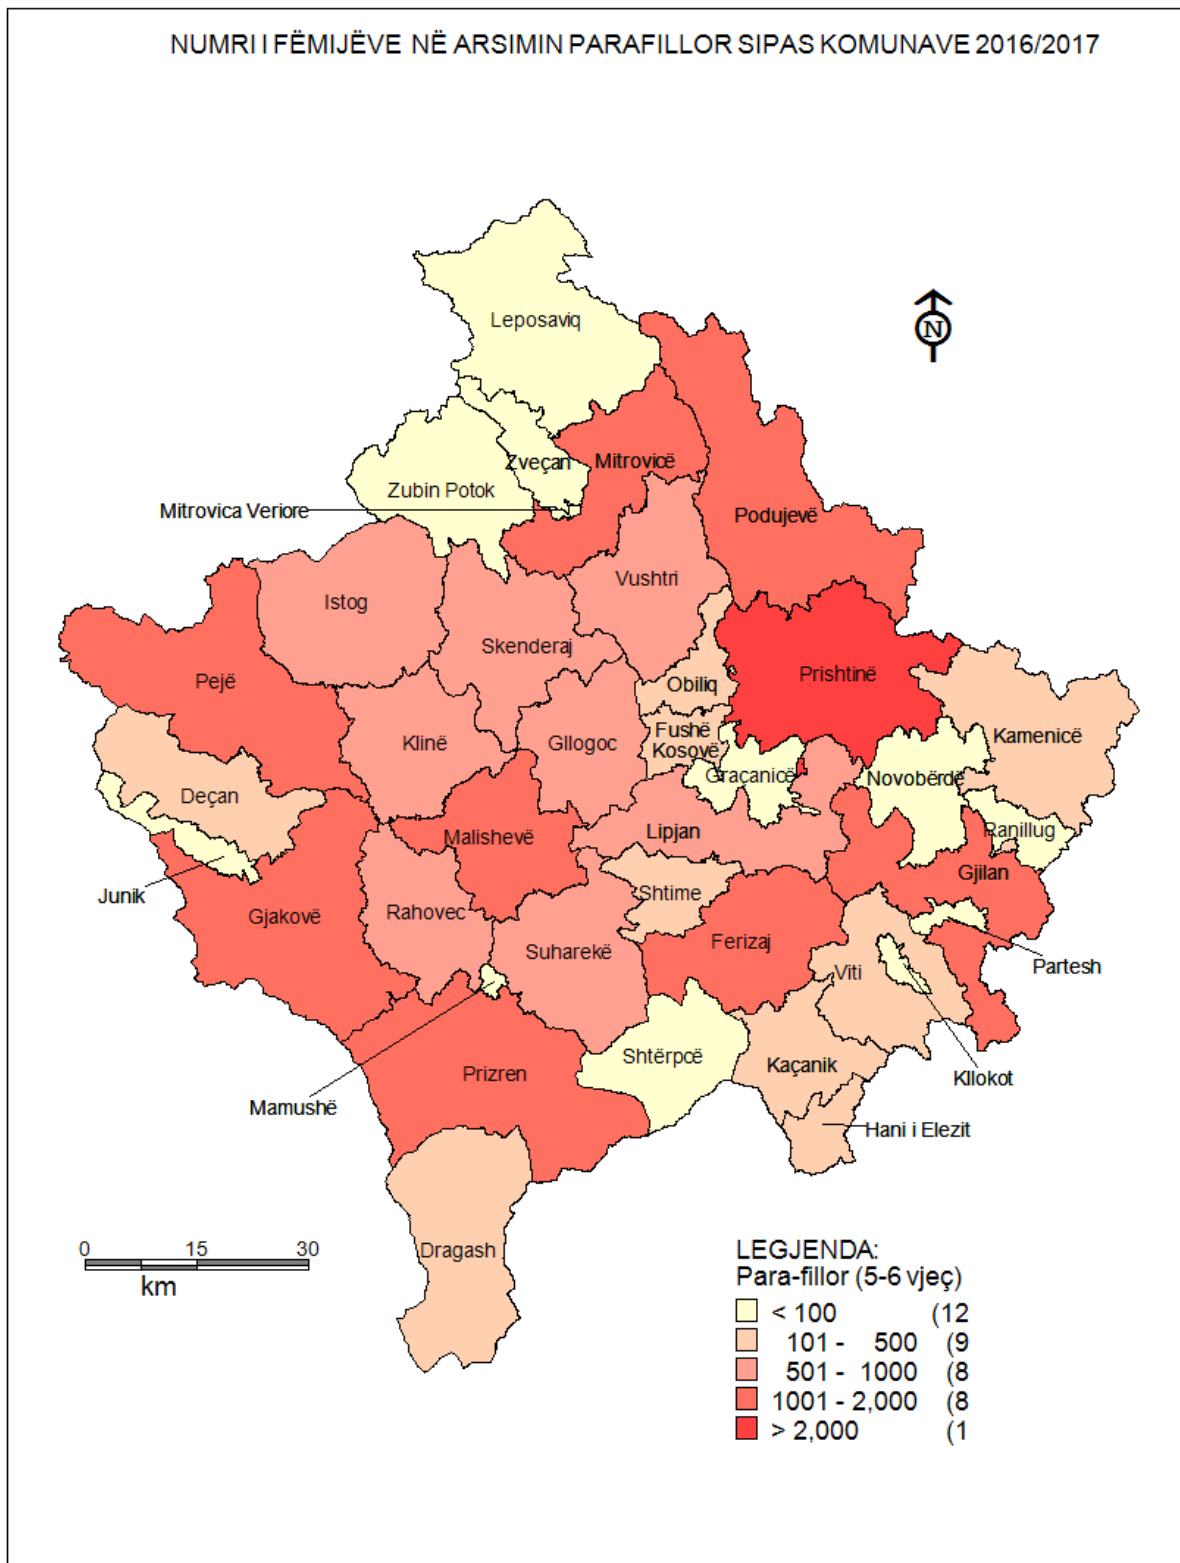 NUMRI I FËMIJËVE NË ARSIMIN PARAFILLOR SIPAS KOMUNAVE 2016/2017
Leposaviq
N
Zveçan
Mitrovicë
Zubin Potok
Mitrovica Veriore
Podujevë
Vushtri
Istog
Skenderaj
Prishtinë
Pejë
Obiliq
Fushë
Kosovë
Kamenicë
Klinë
Gllogoc
Graçanicë
Novobërdë
Deçan
Ranillug
Malishevë
Lipjan
Gjilan
Junik
Shtime
Gjakovë
Rahovec
Ferizaj
Suharekë
Viti
Partesh
Shtërpcë
Kaçanik
Prizren
Kllokot
Mamushë
Hani i Elezit
Dragash
0 15 30
km
LEGJENDA:
Para-fillor (5-6 vjeç)
< 100 (12
101 - 500 (9
501 - 1000 (8
1001 - 2,000 (8
> 2,000 (1